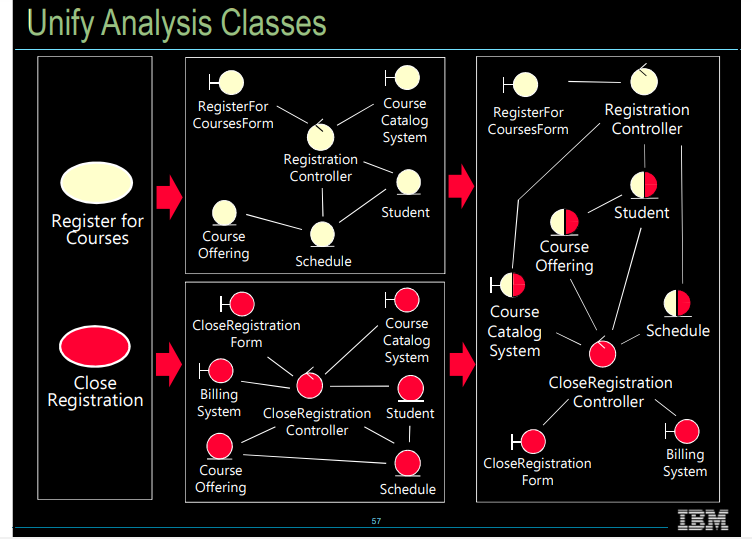 Unify Analysis Classes
Register for
Courses
Close
Registration
RegisterFor
CoursesForm
Course
Catalog
System
Registration
Controller
Student
Course
Offering
Schedule
CloseRegistration
Form
Course
Catalog
System
Billing
System
CloseRegistration
Controller
Student
Course
Offering
Schedule
RegisterFor
CoursesForm
Registration
Controller
Student
Course
Offering
Course
Catalog
System
Schedule
CloseRegistration
Controller
CloseRegistration
Form
Billing
System
57
IBM